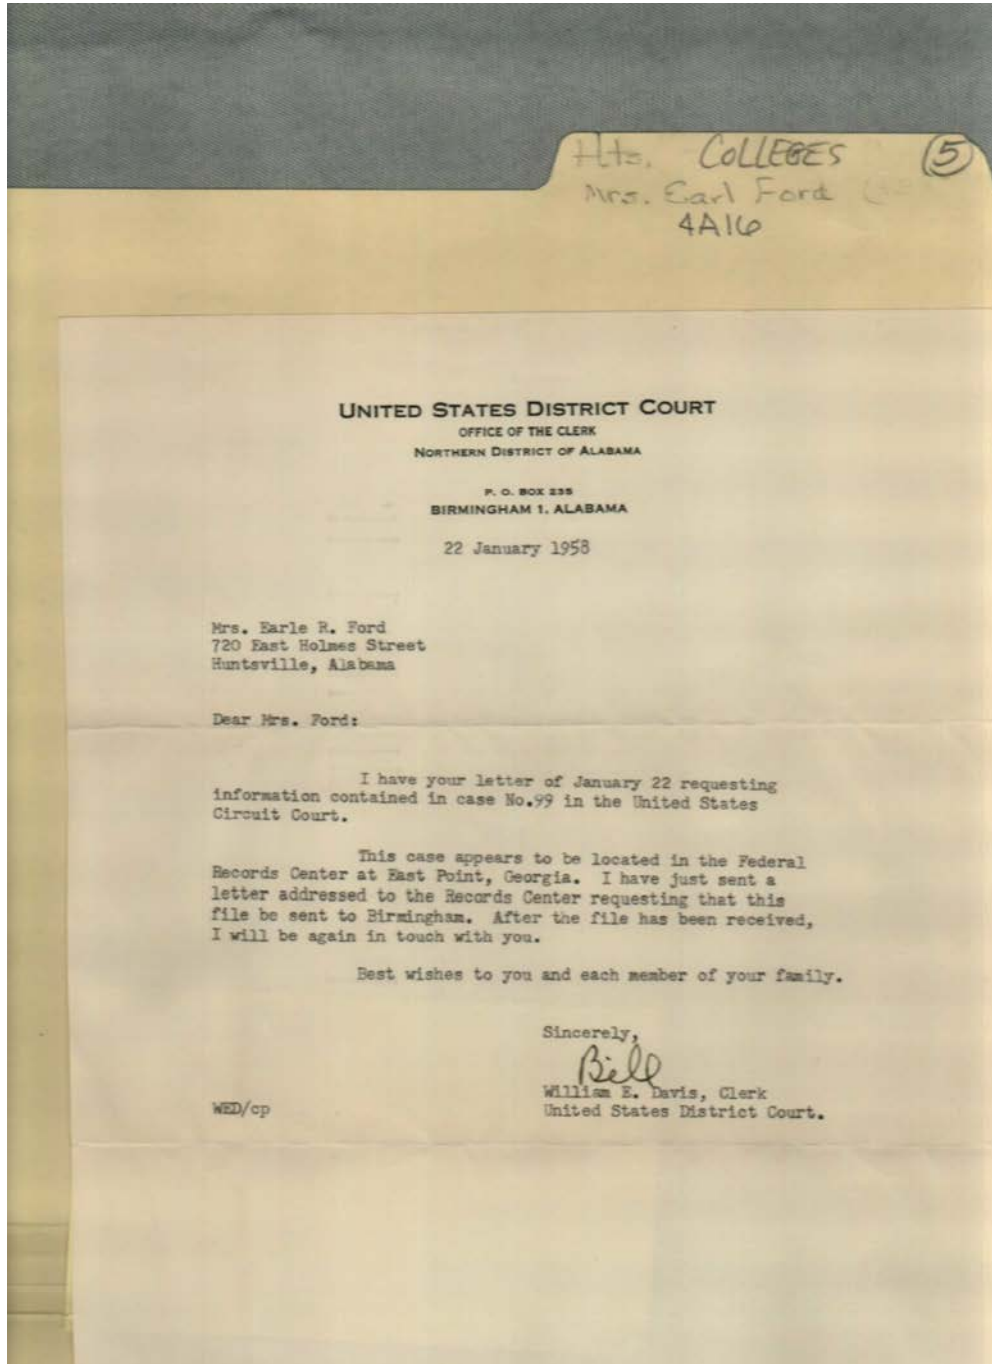 COLLEGES 5
Mrs. Earl Ford
4A16
UNITED STATES DISTRICT COURT
OFFICE OF THE CLERK
NORTHERN DISTRICT OF ALABAMA
P. O. BOX 235
BIRMINGHAM 1, ALABAMA
22 January 1958
Mrs. Earle R. Ford
720 East Holmes Street
Huntsville, Alabama
Dear Mrs. Ford:
I have your letter of January 22 requesting
information contained in case No.99 in the United States
Circuit Court.
This case appears to be located in the Federal
Records Center at East Point, Georgia. I have just sent a
letter addressed to the Records Center requesting that this
file be sent to Birmingham. After the file has been received,
I will be again in touch with you.
Best wishes to you and each member of your family.
Sincerely,
Bill
William E. Davis, Clerk
WED/cp United States District Court.